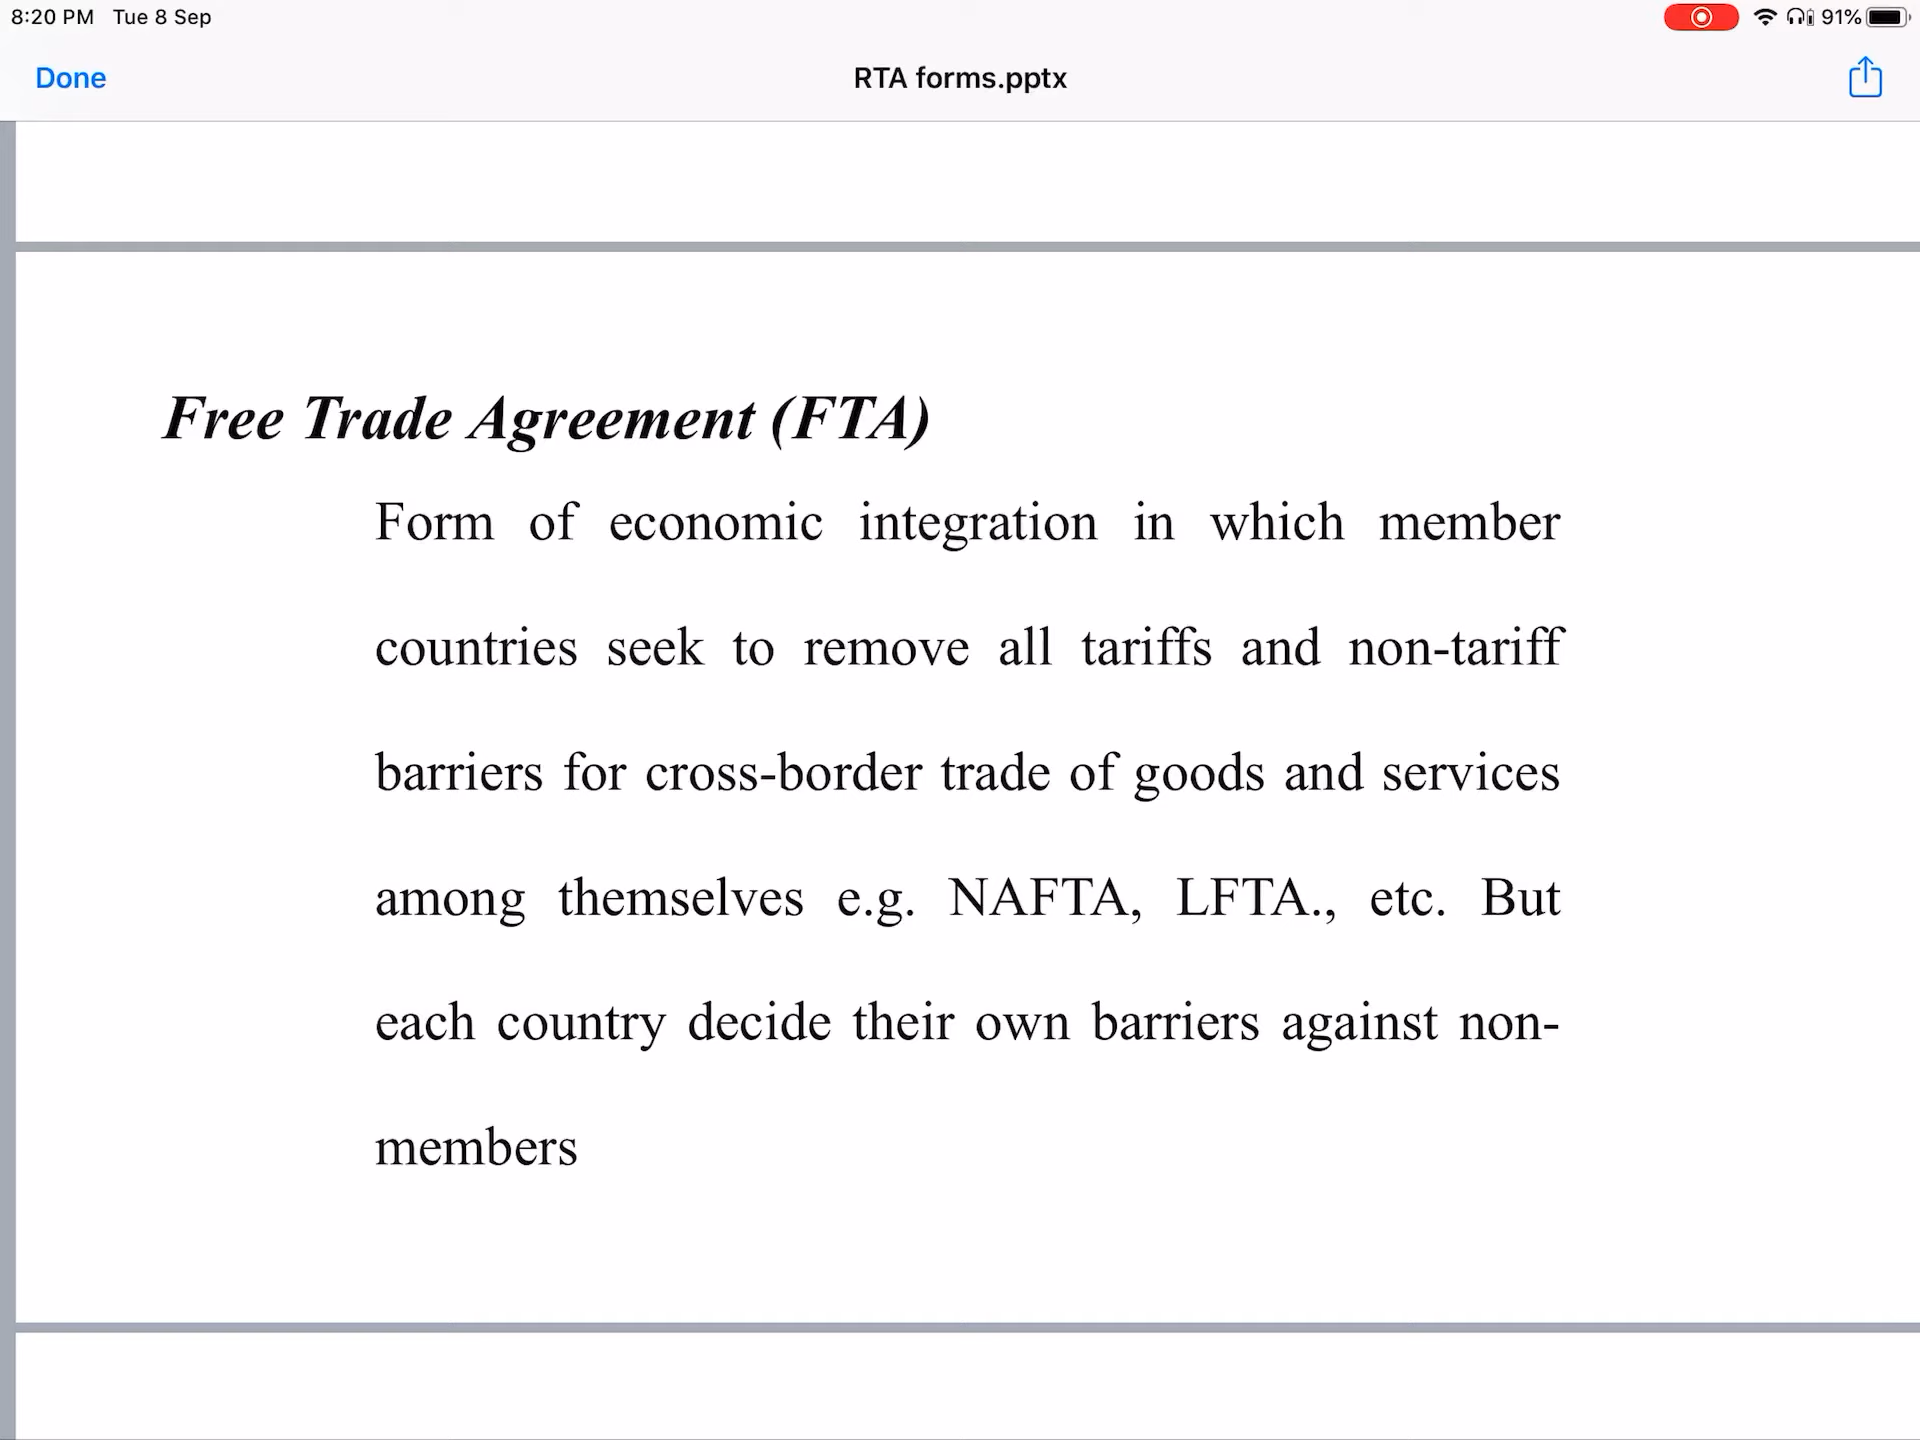 8:20 PM Tue 8 Sep
91%
Done
RTA forms.pptx
Free Trade Agreement (FTA)
Form of economic integration in which member
countries seek to remove all tariffs and non-tariff
barriers for cross-border trade of goods and services
among themselves e.g. NAFTA, LFTA., etc. But
each country decide their own barriers against non-
members